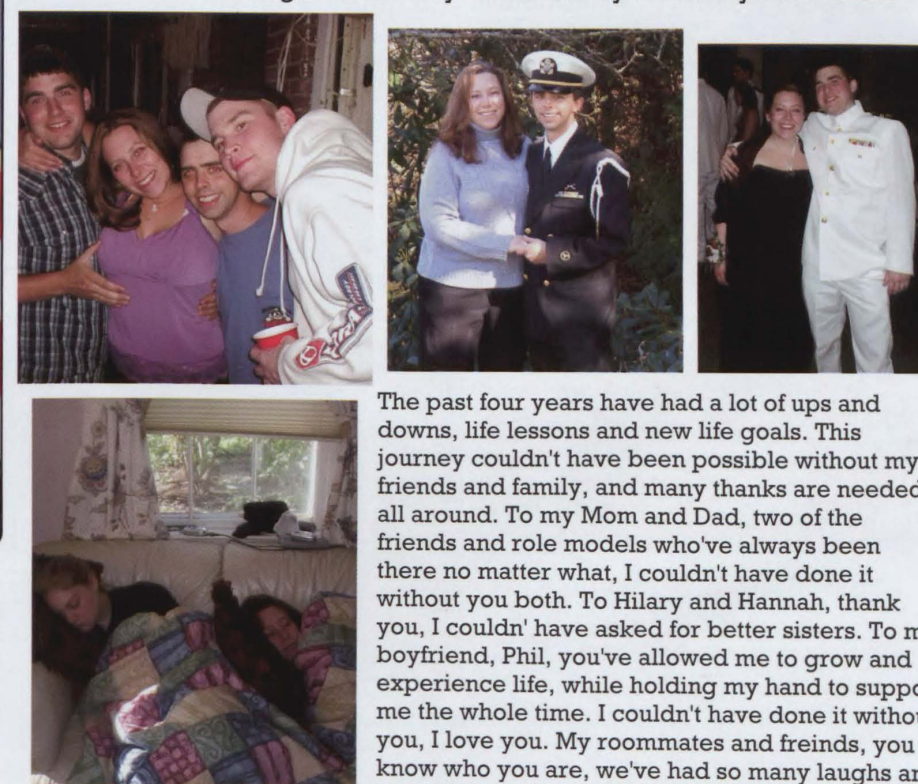 The past four years have had a lot of ups and
downs, life lessons and new life goals. This
journey couldn't have been possible without my
friends and family, and many thanks are needed
all around. To my Mom and Dad, two of the
friends and role models who've always been
there no matter what, I couldn't have done it
without you both. To Hilary and Hannah, thank
you, I couldn' have asked for better sisters. To
boyfriend, Phil, you've allowed me to grow and
experience life, while holding my hand to
me the whole time. I couldn't have done it
you, I love you. My roommates and freinds, you
know who you are, we've had so many laughs